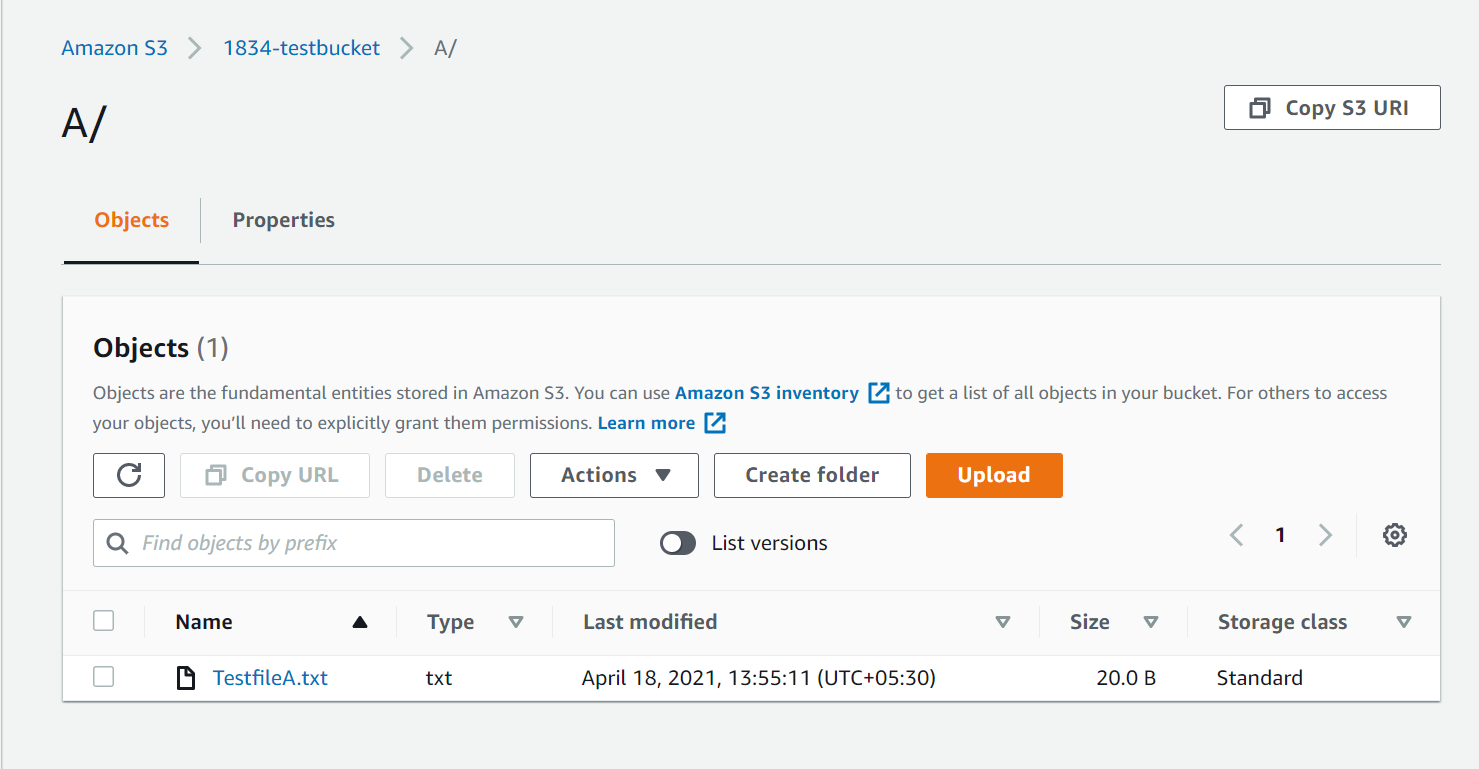 Amazon S3 > 1834-testbucket > A/
A/
Copy S3 URI
Objects Properties
Objects (1)
Objects are the fundamental entities stored in Amazon S3. You can use Amazon S3 inventory to get a list of all objects in your bucket. For others to access
your objects, you’ll need to explicitly grant them permissions. Learn more
Copy URL Delete Actions Create folder Upload
Find objects by prefix List versions 1
Name Type Last modified Size Storage class
TestfileA.txt txt April 18, 2021, 13:55:11 (UTC+05:30) 20.0 B Standard